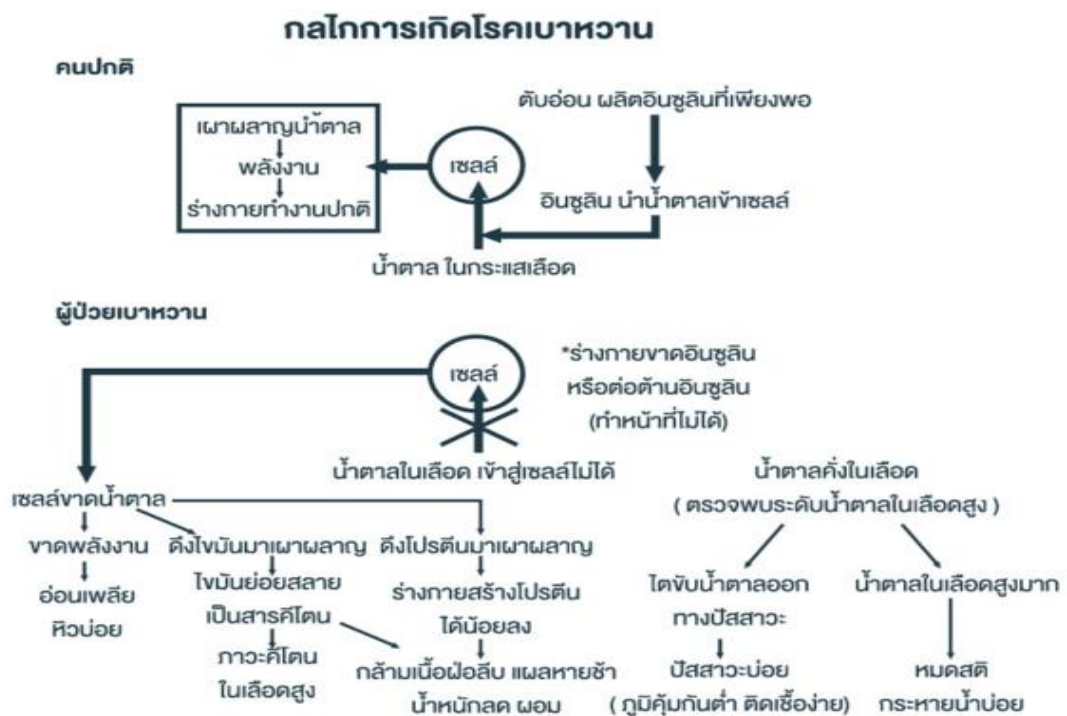 กลไกการเกิดโรคเบาหวาน
คนปกติ
ตับอ่อน ผลิตอินซูลินที่เพียงพอ
เผาผลาญน้ำตาล
พลังงาน
ร่างกายทำงานปกติ
เซลล์
อินซูลิน นำน้ำตาลเข้าเซลล์
น้ำตาล ในกระแสเลือด
ผู้ป่วยเบาหวาน
เซลล์
*ร่างกายขาดอินซูลิน
หรือต่อต้านอินซูลิน
(ทำหน้าที่ไม่ได้)
น้ำตาลในเลือด เข้าสู่เซลล์ไม่ได้
เซลล์ขาดน้ำตาล
ขาดพลังงาน
อ่อนเพลีย
หิวบ่อย
ดึงไขมันมาเผาผลาญ
ไขมันย่อยสลาย
เป็นสารคีโตน
ภาวะคีโตน
ในเลือดสูง
ดึงโปรตีนมาเผาผลาญ
ร่างกายสร้างโปรตีน
ได้น้อยลง
กล้ามเนื้อฝ่อลีบ แผลหายช้า
น้ำหนักลด ผอม
น้ำตาลคั่งในเลือด
( ตรวจพบระดับน้ำตาลในเลือดสูง )
ไตขับน้ำตาลออก
ทางปัสสาวะ
ปัสสาวะบ่อย
( ภูมิคุ้มกันต่ำ ติดเชื้อง่าย)
น้ำตาลในเลือดสูงมาก
หมดสติ
กระหายน้ำบ่อย